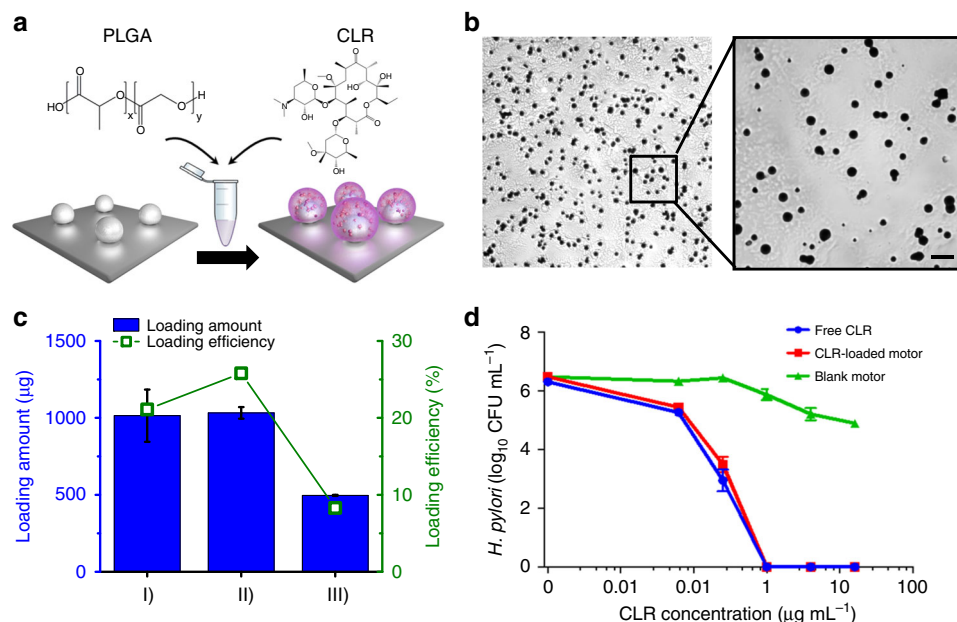 a
PLGA
CLR
O
HO
O
x
O
O
y
H
b
c
Loading amount
Loading efficiency
1500
1000
500
0
Loading amount (µg)
30
20
10
0
Loading efficiency (%)
I) II) III)
d
Free CLR
CLR-loaded motor
Blank motor
8
6
4
2
0
H. pylori (log10 CFU mL−1)
0 0.01 0.01 1 10 100
CLR concentration (µg mL−1)